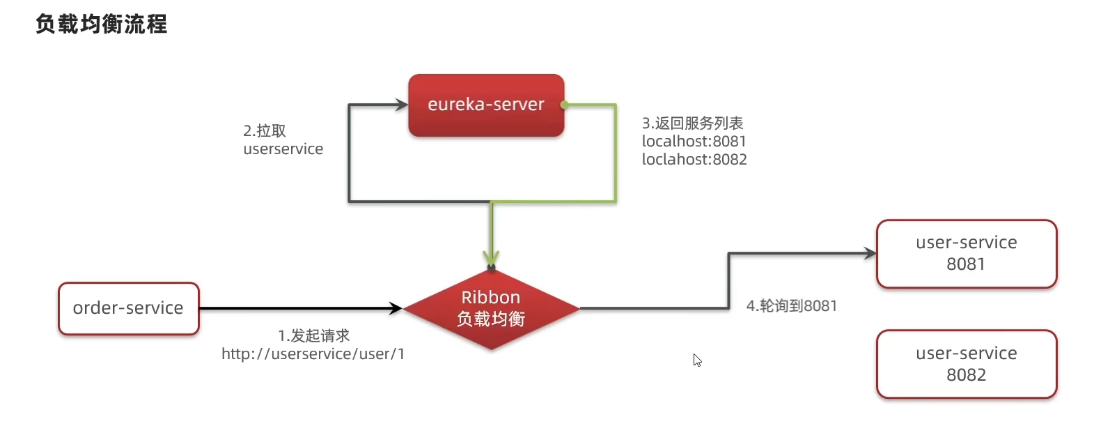 负载均衡流程
eureka-server
2.拉取
userservice
3.返回服务列表
localhost:8081
loclahost:8082
order-service
1.发起请求
http://userservice/user/1
Ribbon
负载均衡
4.轮询到8081
user-service
8081
user-service
8082